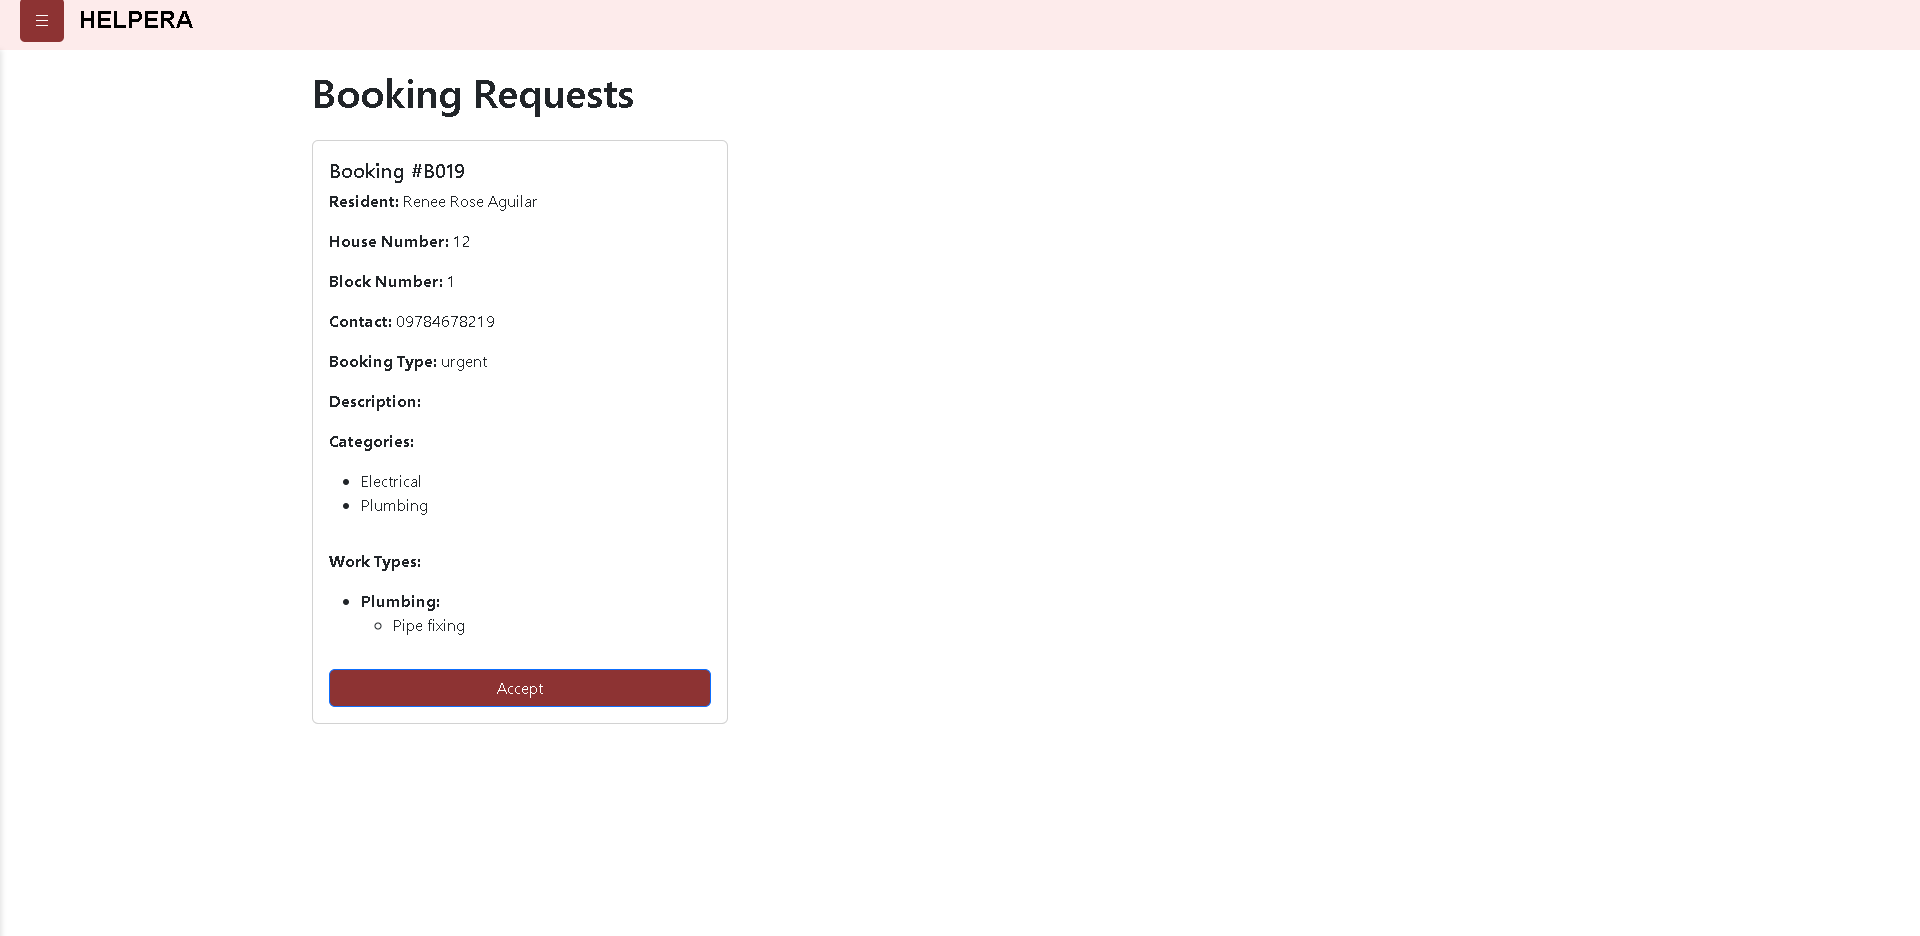 HELPERA
Booking Requests
Booking #B019
Resident: Renee Rose Aguilar
House Number: 12
Block Number: 1
Contact: 09784678219
Booking Type: urgent
Description:
Categories:
Electrical
Plumbing
Work Types:
Plumbing:
Pipe fixing
Accept